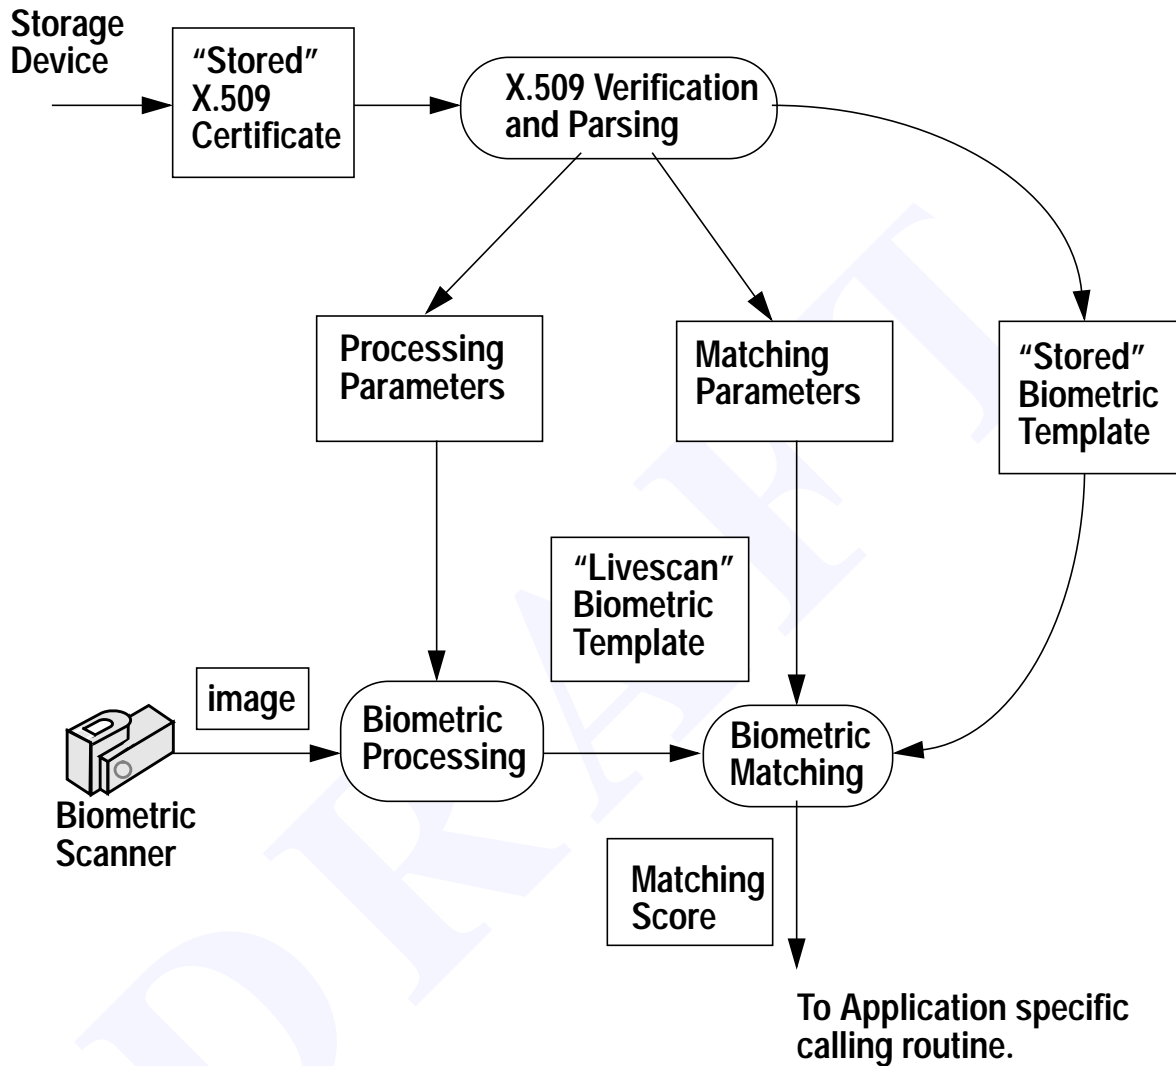 Storage
Device
“Stored”
X.509
Certificate
X.509 Verification
and Parsing
Processing
Parameters
Matching
Parameters
“Stored”
Biometric
Template
“Livescan”
Biometric
Template
image
Biometric
Processing
Biometric
Matching
Biometric
Scanner
Matching
Score
To Application specific
calling routine.
DRAFT